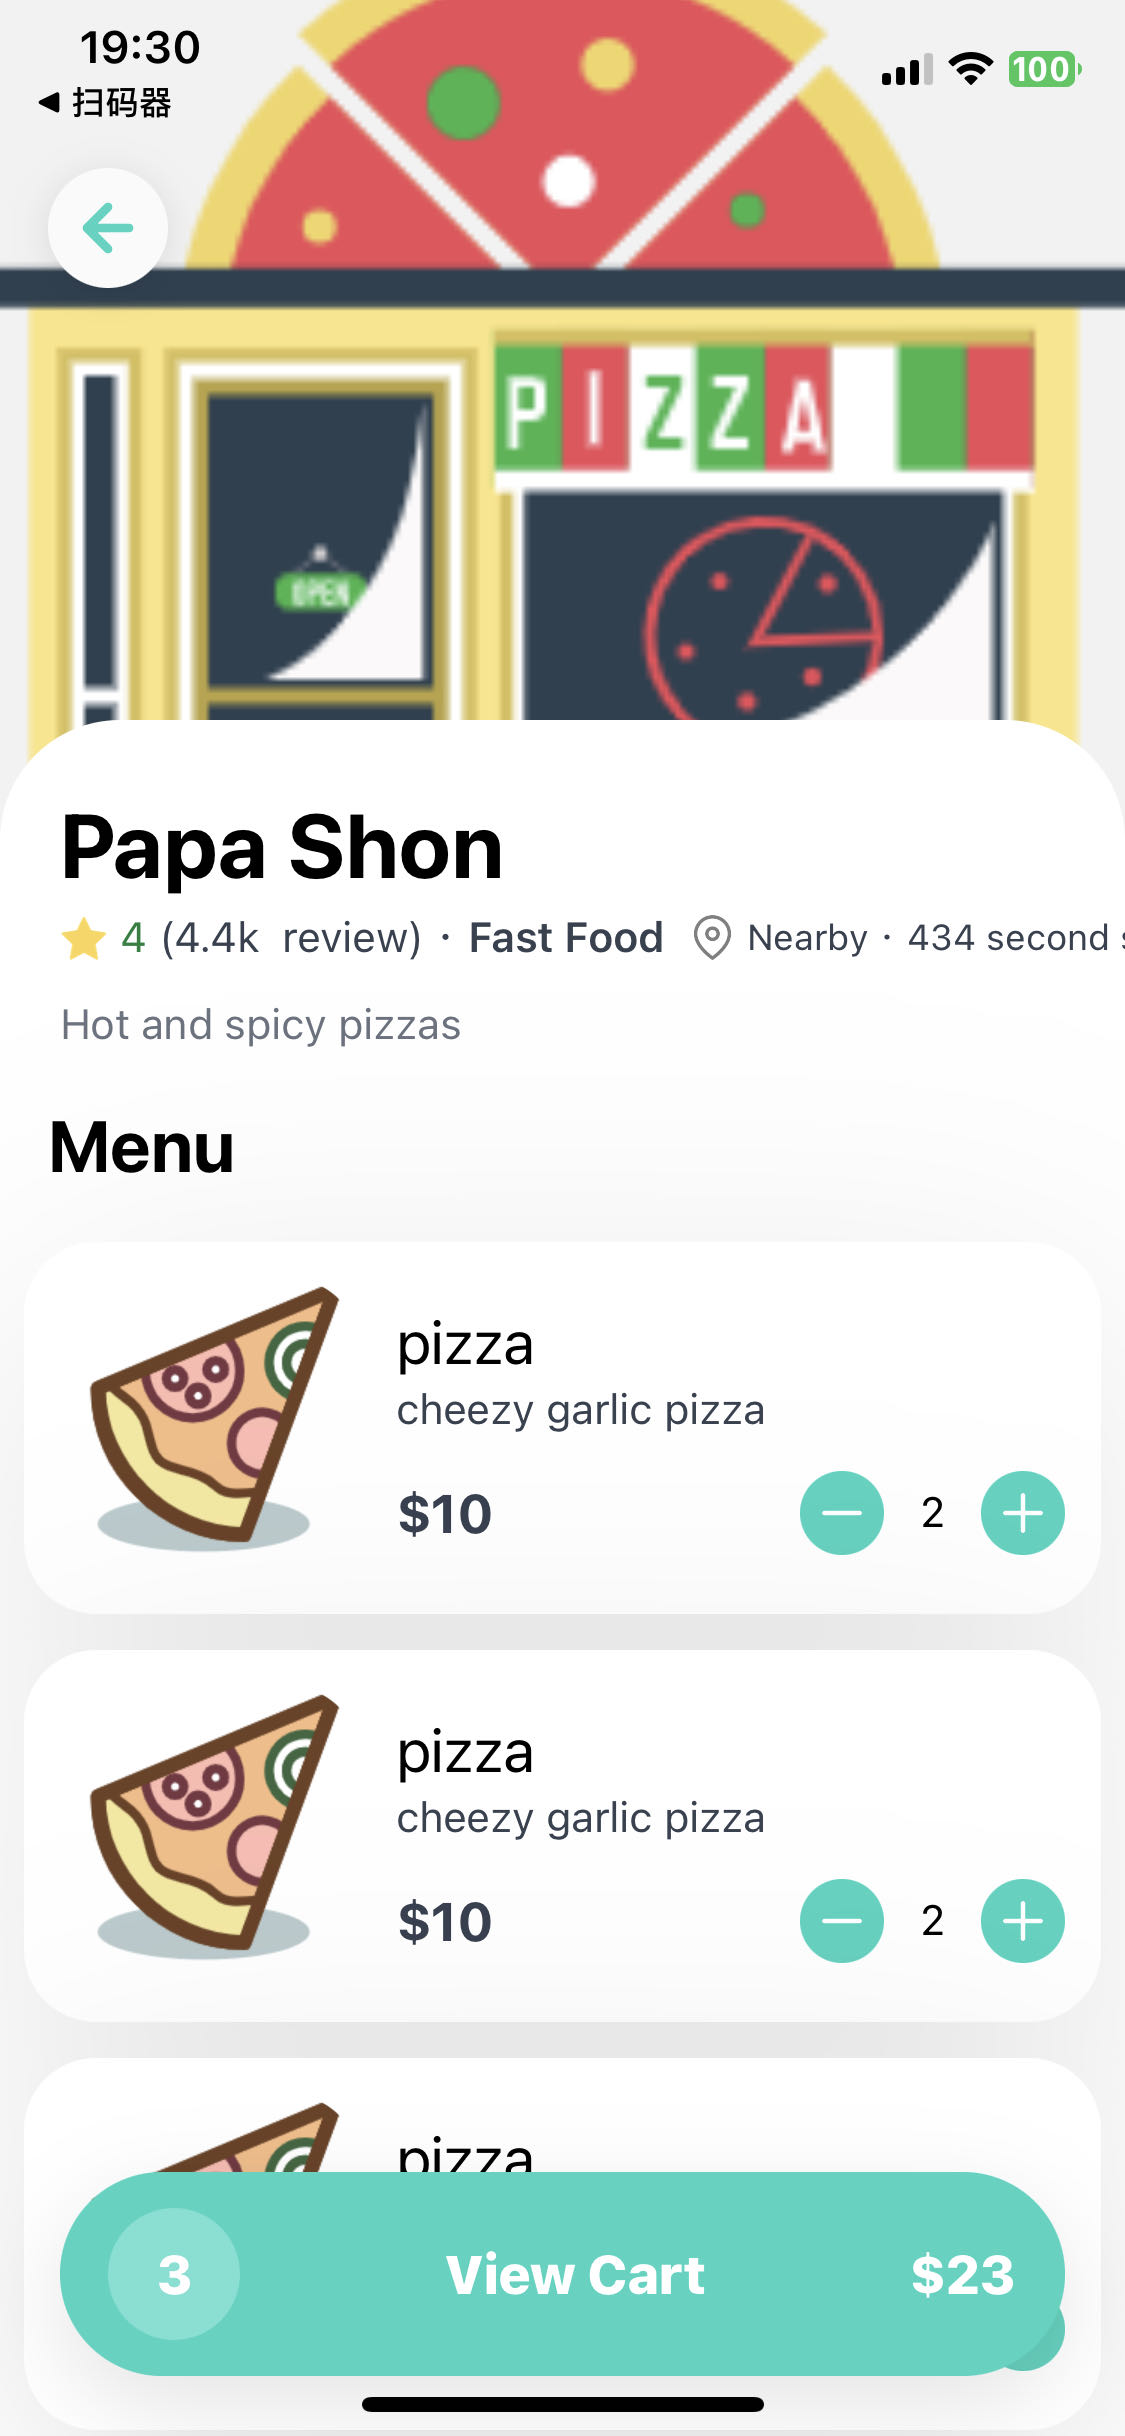 19:30
100
◀ 扫码器
PIZZA
OPEN
Papa Shon
4 (4.4k review) · Fast Food Nearby · 434 second
Hot and spicy pizzas
Menu
pizza
cheezy garlic pizza
$10
2
pizza
cheezy garlic pizza
$10
2
pizza
3 View Cart $23